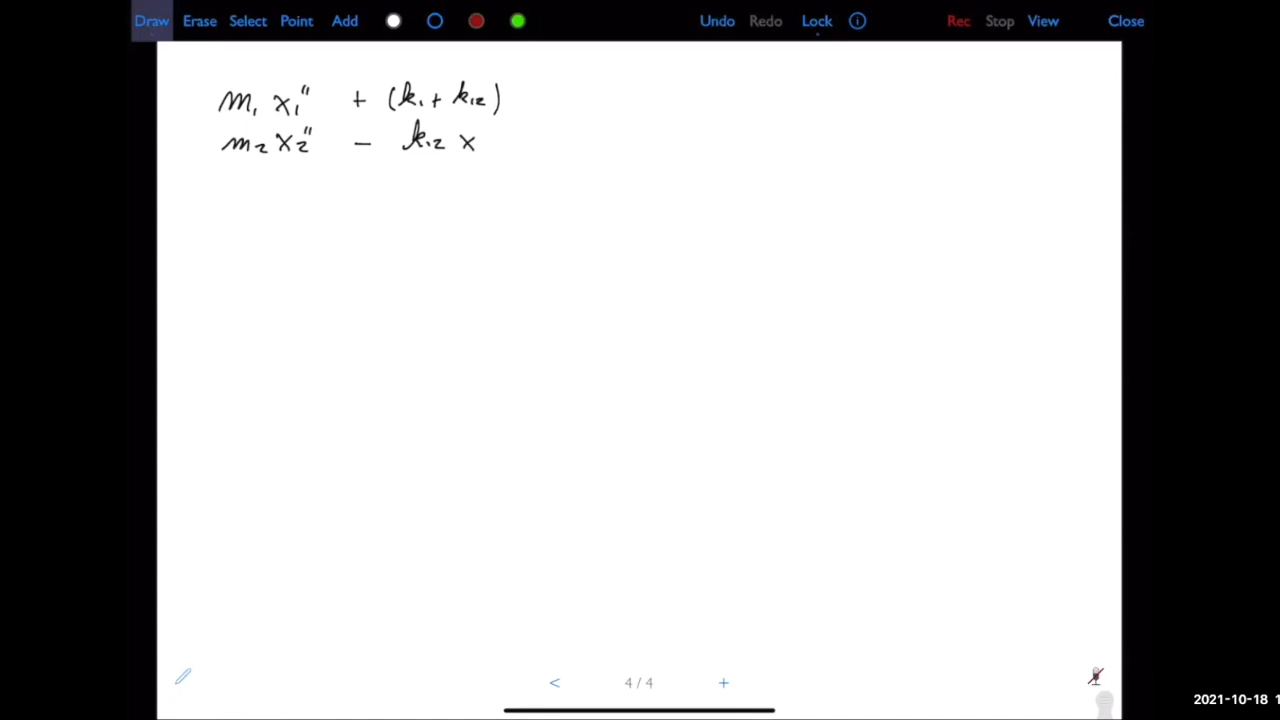 Draw Erase Select Point Add Undo Redo Lock Rec Stop View Close
m₁ x₁'' + (k₁ + k₁₂)
m₂ x₂'' - k₁₂ x
< 4 / 4 +
2021-10-18 1